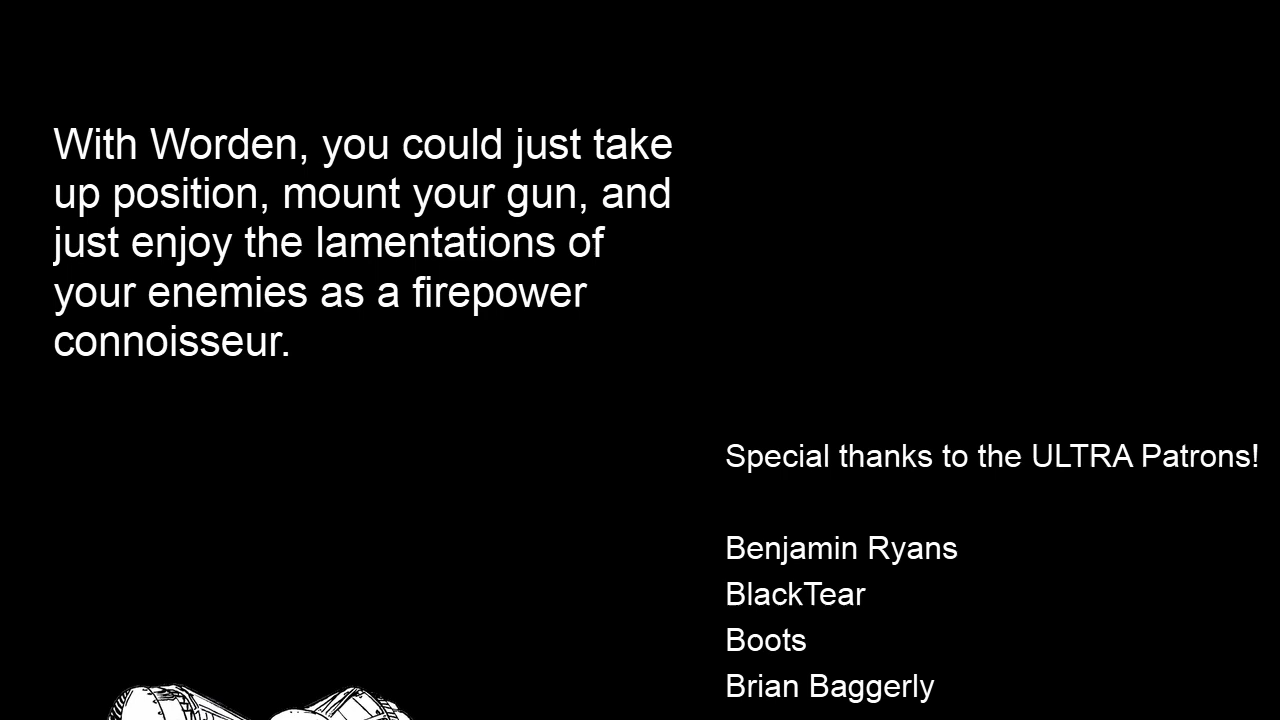 With Worden, you could just take
up position, mount your gun, and
just enjoy the lamentations of
your enemies as a firepower
connoisseur.
Special thanks to the ULTRA Patrons!
Benjamin Ryans
BlackTear
Boots
Brian Baggerly